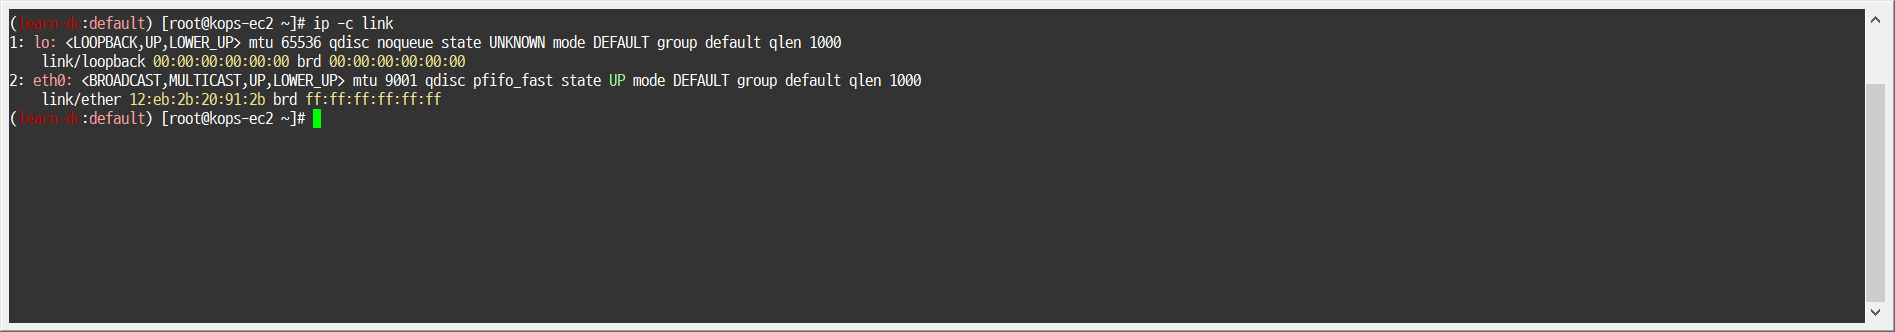 (learn-dc:default) [root@kops-ec2 ~]# ip -c link
1: lo: <LOOPBACK,UP,LOWER_UP> mtu 65536 qdisc noqueue state UNKNOWN mode DEFAULT group default qlen 1000
    link/loopback 00:00:00:00:00:00 brd 00:00:00:00:00:00
2: eth0: <BROADCAST,MULTICAST,UP,LOWER_UP> mtu 9001 qdisc pfifo_fast state UP mode DEFAULT group default qlen 1000
    link/ether 12:eb:2b:20:91:2b brd ff:ff:ff:ff:ff:ff
(learn-dc:default) [root@kops-ec2 ~]#